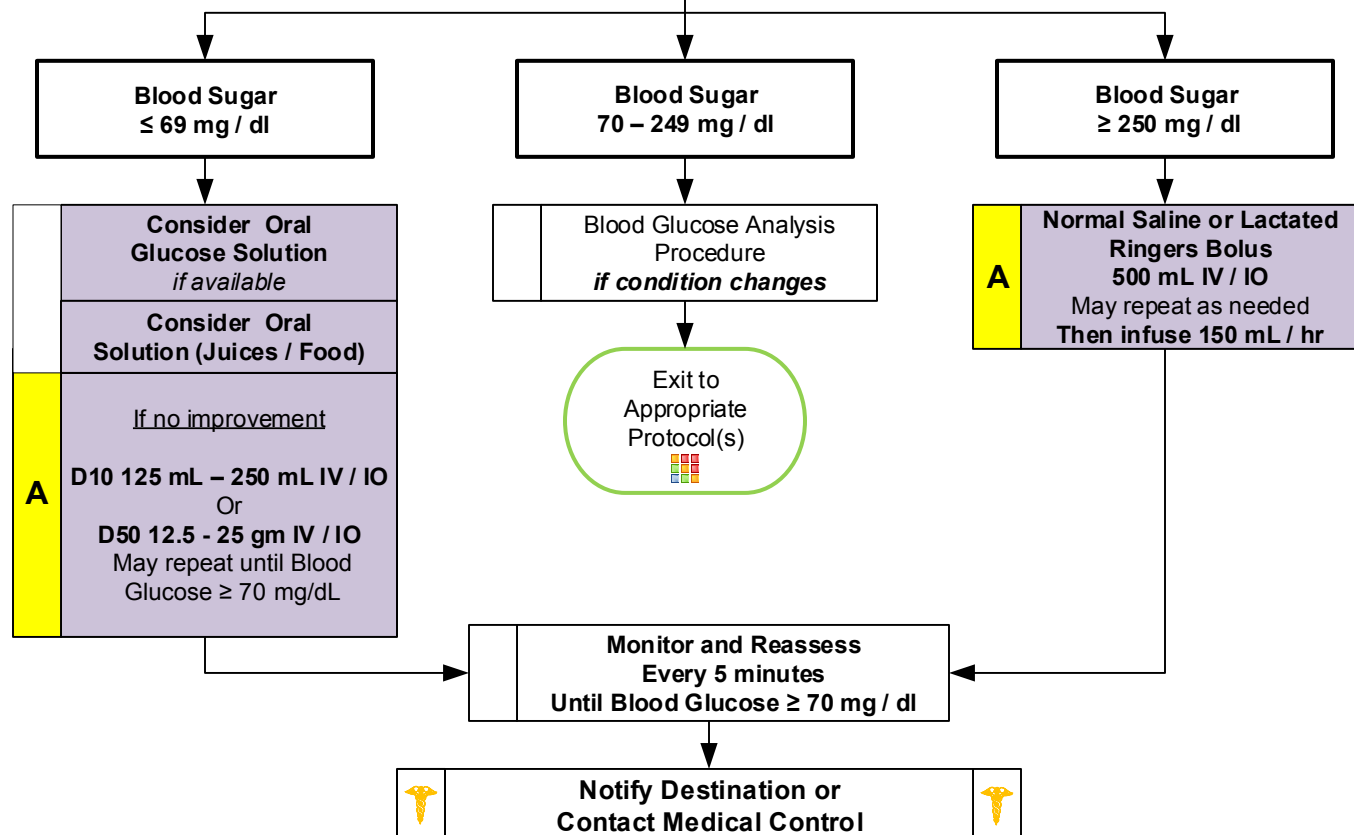 Blood Sugar
≤ 69 mg / dl
Blood Sugar
70 – 249 mg / dl
Blood Sugar
≥ 250 mg / dl
Consider Oral
Glucose Solution
if available
Consider Oral
Solution (Juices / Food)
A
If no improvement
D10 125 mL – 250 mL IV / IO
Or
D50 12.5 - 25 gm IV / IO
May repeat until Blood
Glucose ≥ 70 mg/dL
Blood Glucose Analysis
Procedure
if condition changes
Exit to
Appropriate
Protocol(s)
A
Normal Saline or Lactated
Ringers Bolus
500 mL IV / IO
May repeat as needed
Then infuse 150 mL / hr
Monitor and Reassess
Every 5 minutes
Until Blood Glucose ≥ 70 mg / dl
Notify Destination or
Contact Medical Control